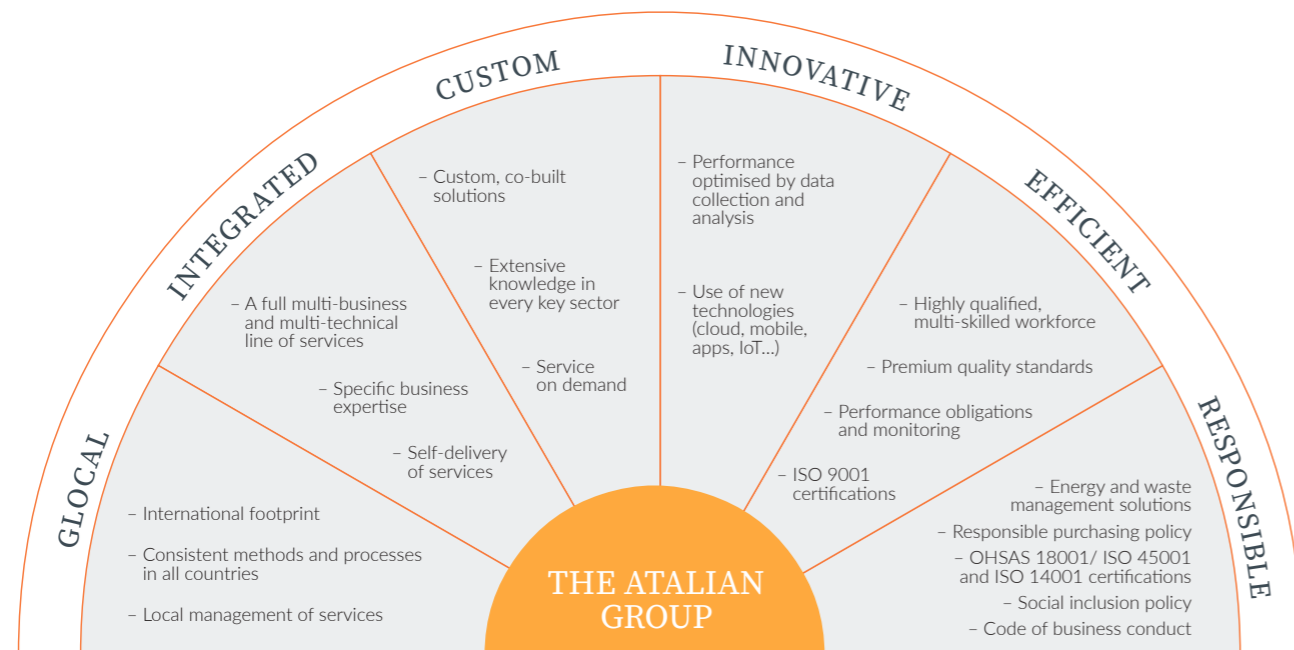 GLOCAL
– International footprint
– Consistent methods and processes
in all countries
– Local management of services
INTEGRATED
– A full multi-business
and multi-technical
line of services
– Specific business
expertise
– Self-delivery
of services
CUSTOM
– Custom, co-built
solutions
– Extensive
knowledge in
every key sector
– Service
on demand
INNOVATIVE
– Performance
optimised by data
collection and
analysis
– Use of new
technologies
(cloud, mobile,
apps, IoT...)
EFFICIENT
– Highly qualified,
multi-skilled workforce
– Premium quality standards
– Performance obligations
and monitoring
– ISO 9001
certifications
RESPONSIBLE
– Energy and waste
management solutions
– Responsible purchasing policy
– OHSAS 18001/ ISO 45001
and ISO 14001 certifications
– Social inclusion policy
– Code of business conduct
THE ATALIAN
GROUP